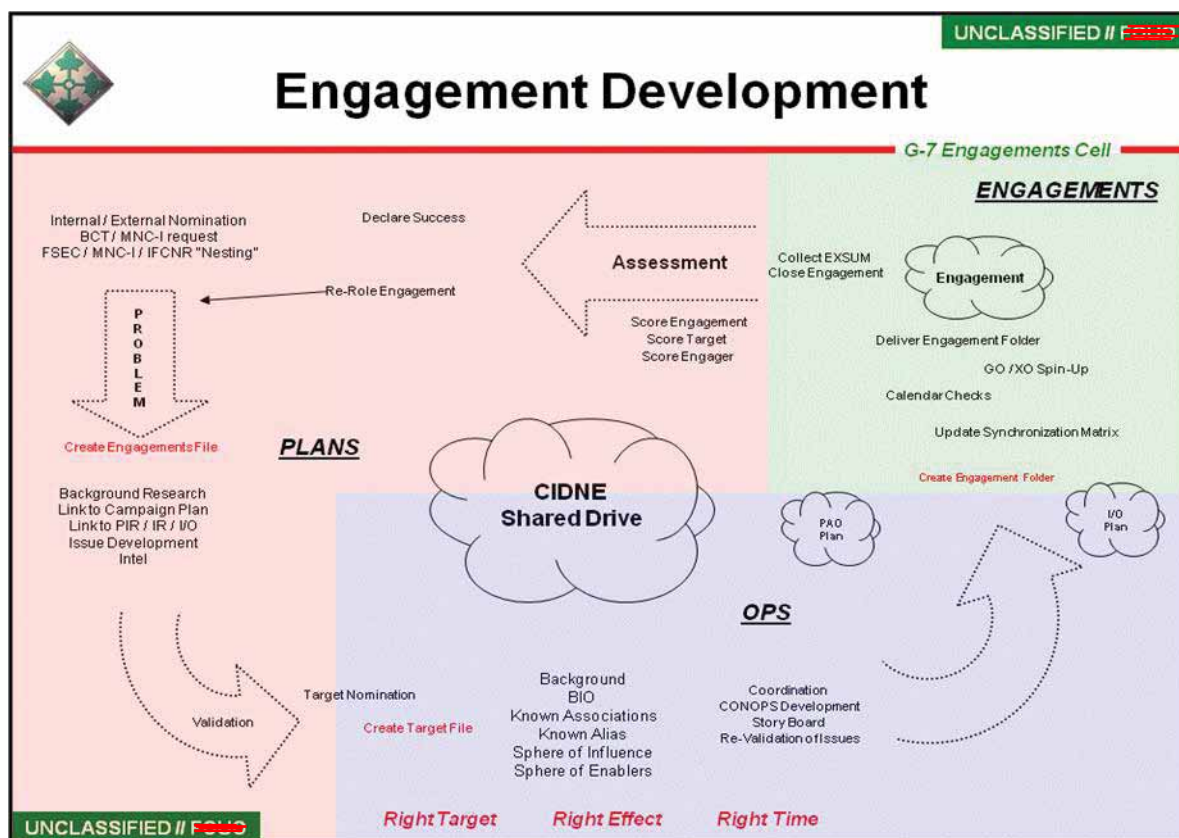 UNCLASSIFIED // FOUO
Engagement Development
G-7 Engagements Cell
ENGAGEMENTS
Internal / External Nomination
BCT / MNC-I request
FSEC / MNC-I / IFCNR "Nesting"
Declare Success
Re-Role Engagement
Assessment
Score Engagement
Score Target
Score Engager
Collect EXSUM
Close Engagement
Engagement
Deliver Engagement Folder
GO / XO Spin-Up
Calendar Checks
Update Synchronization Matrix
Create Engagement Folder
PROBLEM
Create Engagements File
PLANS
Background Research
Link to Campaign Plan
Link to PIR / IR / I/O
Issue Development
Intel
CIDNE
Shared Drive
PAO
Plan
I/O
Plan
OPS
Validation
Target Nomination
Create Target File
Background
BIO
Known Associations
Known Alias
Sphere of Influence
Sphere of Enablers
Coordination
CONOPS Development
Story Board
Re-Validation of Issues
Right Target
Right Effect
Right Time
UNCLASSIFIED // FOUO